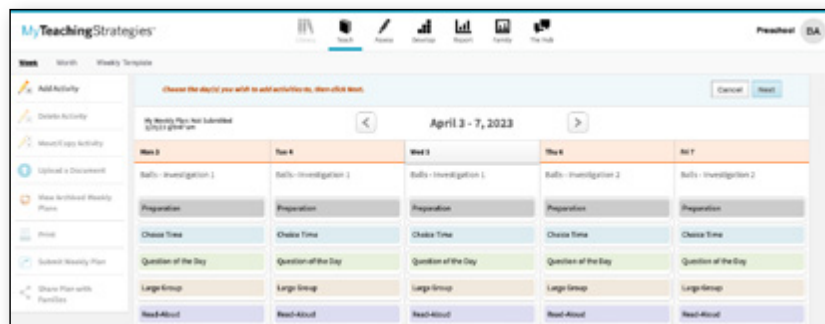 MyTeachingStrategies®
Library
Teach
Assess
Develop
Report
Family
The Hub
Preschool
BA
Week
Month
Weekly Template
Add Activity
Delete Activity
Move/Copy Activity
Upload a Document
View Archived Weekly
Plans
Print
Submit Weekly Plan
Share Plan with
Families
Choose the day(s) you wish to add activities to, then click Next.
Cancel
Next
My Weekly Plan: Not Submitted
April 3 - 7, 2023
Mon 3
Tue 4
Wed 5
Thu 6
Fri 7
Balls - Investigation 1
Balls - Investigation 1
Balls - Investigation 1
Balls - Investigation 2
Balls - Investigation 2
Preparation
Preparation
Preparation
Preparation
Preparation
Choice Time
Choice Time
Choice Time
Choice Time
Choice Time
Question of the Day
Question of the Day
Question of the Day
Question of the Day
Question of the Day
Large Group
Large Group
Large Group
Large Group
Large Group
Read-Aloud
Read-Aloud
Read-Aloud
Read-Aloud
Read-Aloud